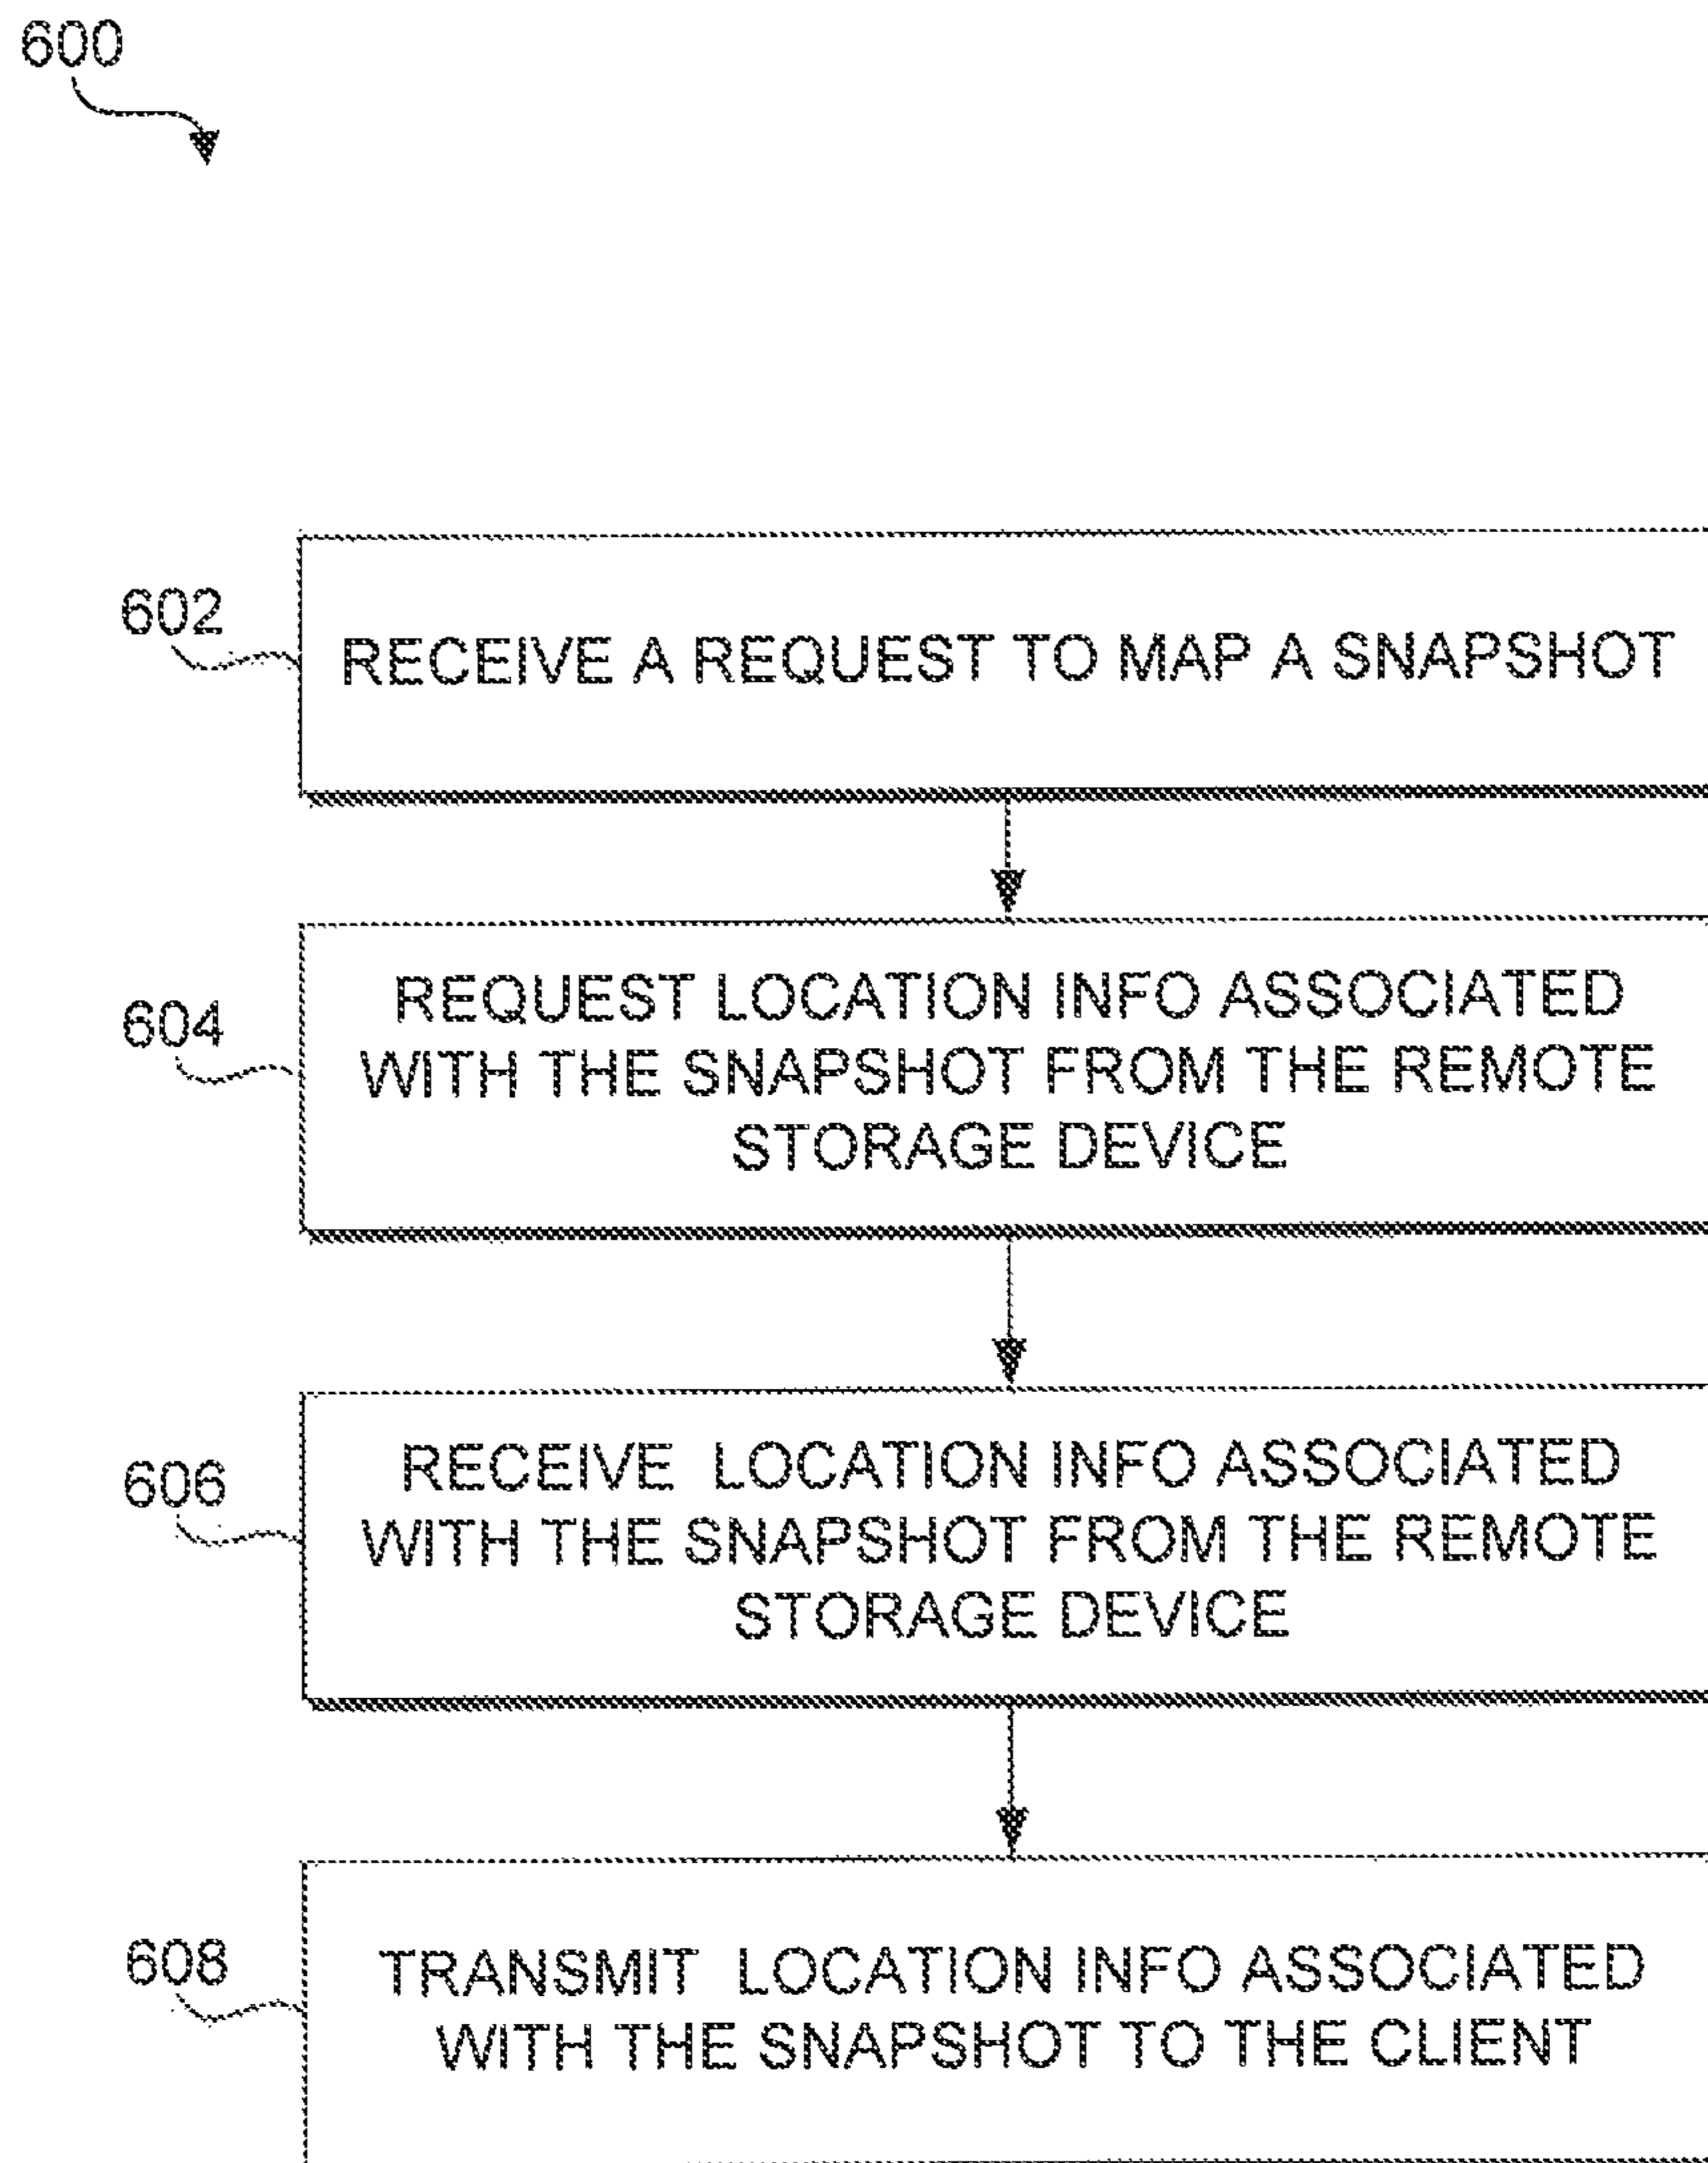 600
602
RECEIVE A REQUEST TO MAP A SNAPSHOT
604
REQUEST LOCATION INFO ASSOCIATED
WITH THE SNAPSHOT FROM THE REMOTE
STORAGE DEVICE
606
RECEIVE LOCATION INFO ASSOCIATED
WITH THE SNAPSHOT FROM THE REMOTE
STORAGE DEVICE
608
TRANSMIT LOCATION INFO ASSOCIATED
WITH THE SNAPSHOT TO THE CLIENT